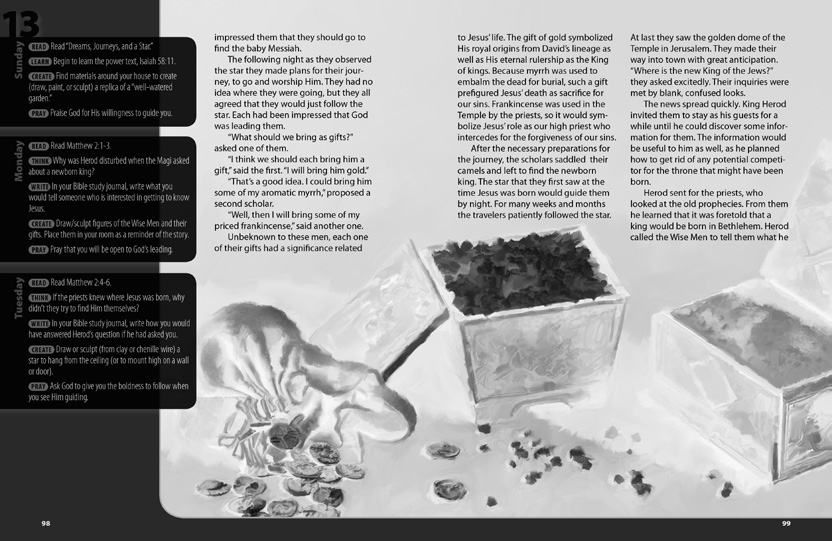 13
Sunday
READ Read "Dreams, Journeys, and a Star."
LEARN Begin to learn the power text, Isaiah 58:11.
CREATE Find materials around your house to create
(draw, paint, or sculpt) a replica of a "well-watered
garden."
PRAY Praise God for His willingness to guide you.
Monday
READ Read Matthew 2:1-3.
THINK Why was Herod disturbed when the Magi asked
about a newborn king?
WRITE In your Bible study journal, write what you
would tell someone who is interested in getting to know
Jesus.
CREATE Draw/sculpt figures of the Wise Men and their
gifts. Place them in your room as a reminder of the story.
PRAY Pray that you will be open to God's leading.
Tuesday
READ Read Matthew 2:4-6.
THINK If the priests knew where Jesus was born, why
didn't they try to find Him themselves?
WRITE In your Bible study journal, write how you would
have answered Herod's question if he had asked you.
CREATE Draw or sculpt (from clay or chenille wire) a
star to hang from the ceiling (or to mount high on a wall
or door).
PRAY Ask God to give you the boldness to follow when
you see Him guiding.
impressed them that they should go to
find the baby Messiah.
The following night as they observed
the star they made plans for their jour-
ney, to go and worship Him. They had no
idea where they were going, but they all
agreed that they would just follow the
star. Each had been impressed that God
was leading them.
"What should we bring as gifts?"
asked one of them.
"I think we should each bring him a
gift," said the first. "I will bring him gold."
"That's a good idea. I could bring him
some of my aromatic myrrh," proposed a
second scholar.
"Well, then I will bring some of my
priced frankincense," said another one.
Unbeknown to these men, each one
of their gifts had a significance related
to Jesus' life. The gift of gold symbolized
His royal origins from David's lineage as
well as His eternal rulership as the King
of kings. Because myrrh was used to
embalm the dead for burial, such a gift
prefigured Jesus' death as sacrifice for
our sins. Frankincense was used in the
Temple by the priests, so it would sym-
bolize Jesus' role as our high priest who
intercedes for the forgiveness of our sins.
After the necessary preparations for
the journey, the scholars saddled their
camels and left to find the newborn
king. The star that they first saw at the
time Jesus was born would guide them
by night. For many weeks and months
the travelers patiently followed the star.
At last they saw the golden dome of the
Temple in Jerusalem. They made their
way into town with great anticipation.
"Where is the new King of the Jews?"
they asked excitedly. Their inquiries were
met by blank, confused looks.
The news spread quickly. King Herod
invited them to stay as his guests for a
while until he could discover some infor-
mation for them. The information would
be useful to him as well, as he planned
how to get rid of any potential competi-
tor for the throne that might have been
born.
Herod sent for the priests, who
looked at the old prophecies. From them
he learned that it was foretold that a
king would be born in Bethlehem. Herod
called the Wise Men to tell them what he
98
99